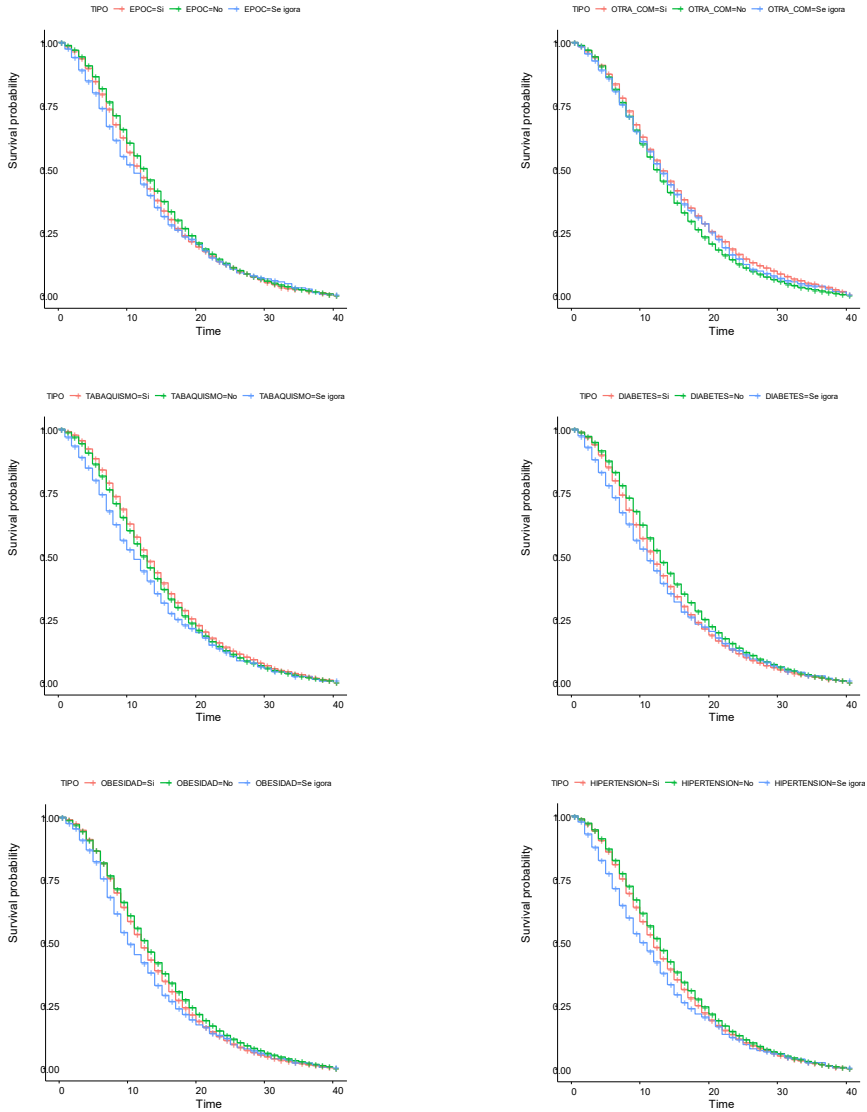 TIPO EPOC=Si EPOC=No EPOC=Se igora
1.00
0.75
0.50
0.25
0.00
Survival probability
0 10 20 30 40
Time
TIPO OTRA_COM=Si OTRA_COM=No OTRA_COM=Se igora
1.00
0.75
0.50
0.25
0.00
Survival probability
0 10 20 30 40
Time
TIPO TABAQUISMO=Si TABAQUISMO=No TABAQUISMO=Se igora
1.00
0.75
0.50
0.25
0.00
Survival probability
0 10 20 30 40
Time
TIPO DIABETES=Si DIABETES=No DIABETES=Se igora
1.00
0.75
0.50
0.25
0.00
Survival probability
0 10 20 30 40
Time
TIPO OBESIDAD=Si OBESIDAD=No OBESIDAD=Se igora
1.00
0.75
0.50
0.25
0.00
Survival probability
0 10 20 30 40
Time
TIPO HIPERTENSION=Si HIPERTENSION=No HIPERTENSION=Se igora
1.00
0.75
0.50
0.25
0.00
Survival probability
0 10 20 30 40
Time